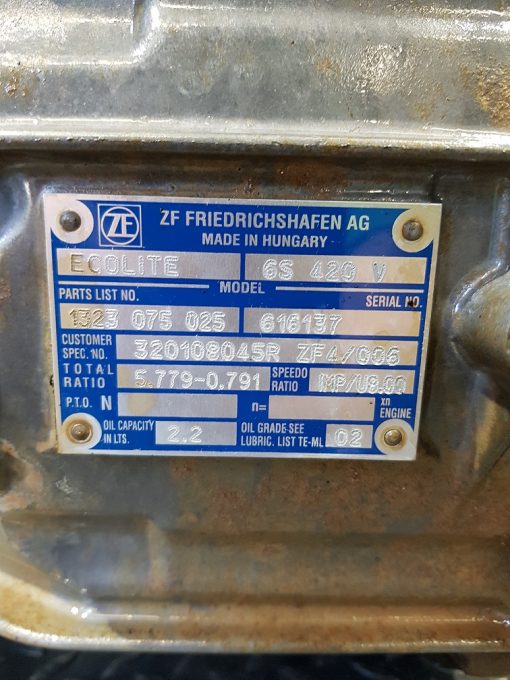 ZF
ZF FRIEDRICHSHAFEN AG
MADE IN HUNGARY
ECOLITE 6S 420 V
MODEL
PARTS LIST NO. SERIAL NO.
1323 075 025 616137
CUSTOMER SPEC. NO. 320108045R ZF4/006
TOTAL RATIO 5.779-0.791 SPEEDO RATIO IMP/U8.00
P.T.O. N n= xn ENGINE
OIL CAPACITY IN LTS. 2.2 OIL GRADE SEE LUBRIC. LIST TE-ML 02